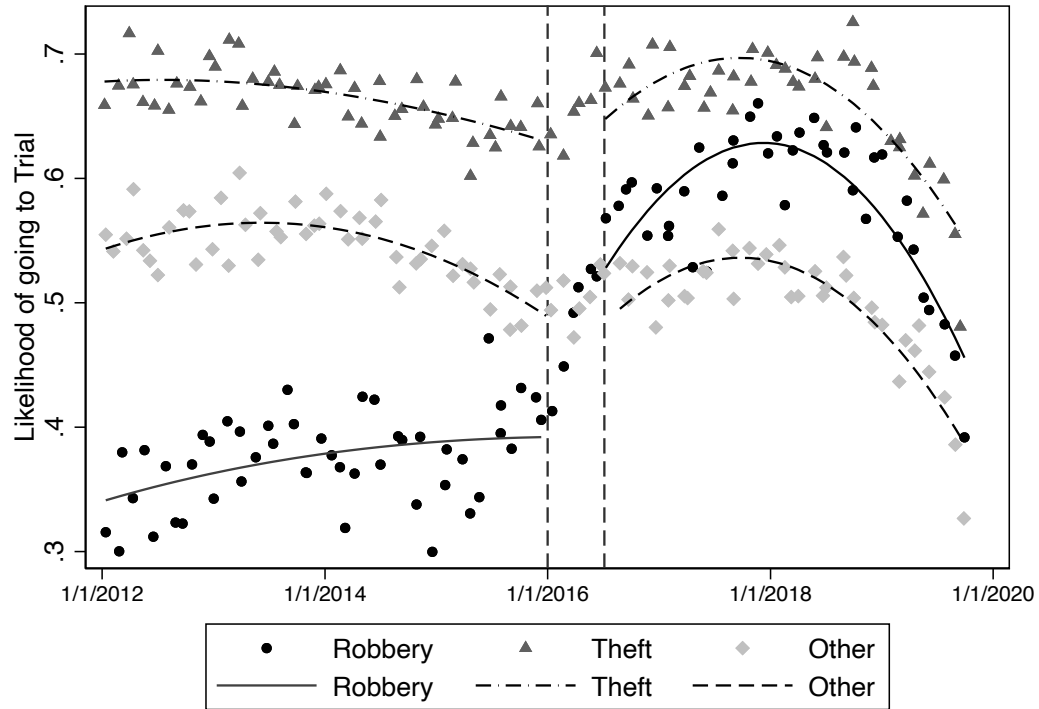 Likelihood of going to Trial
.7
.6
.5
.4
.3
1/1/2012 1/1/2014 1/1/2016 1/1/2018 1/1/2020
Robbery Theft Other
Robbery Theft Other